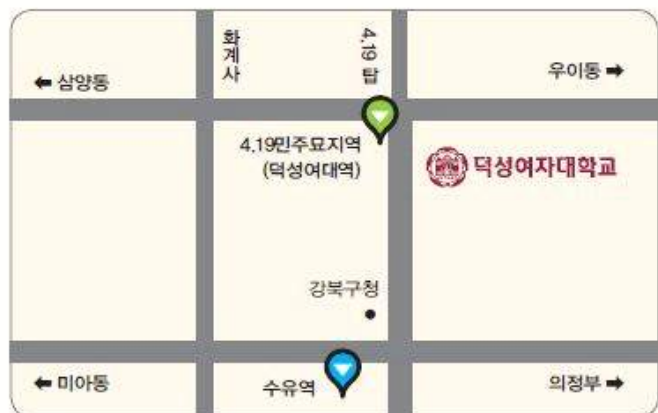 화계사
4.19탑
← 삼양동
우이동 →
4.19민주묘지역
(덕성여대역)
덕성여자대학교
강북구청
← 미아동
수유역
의정부 →